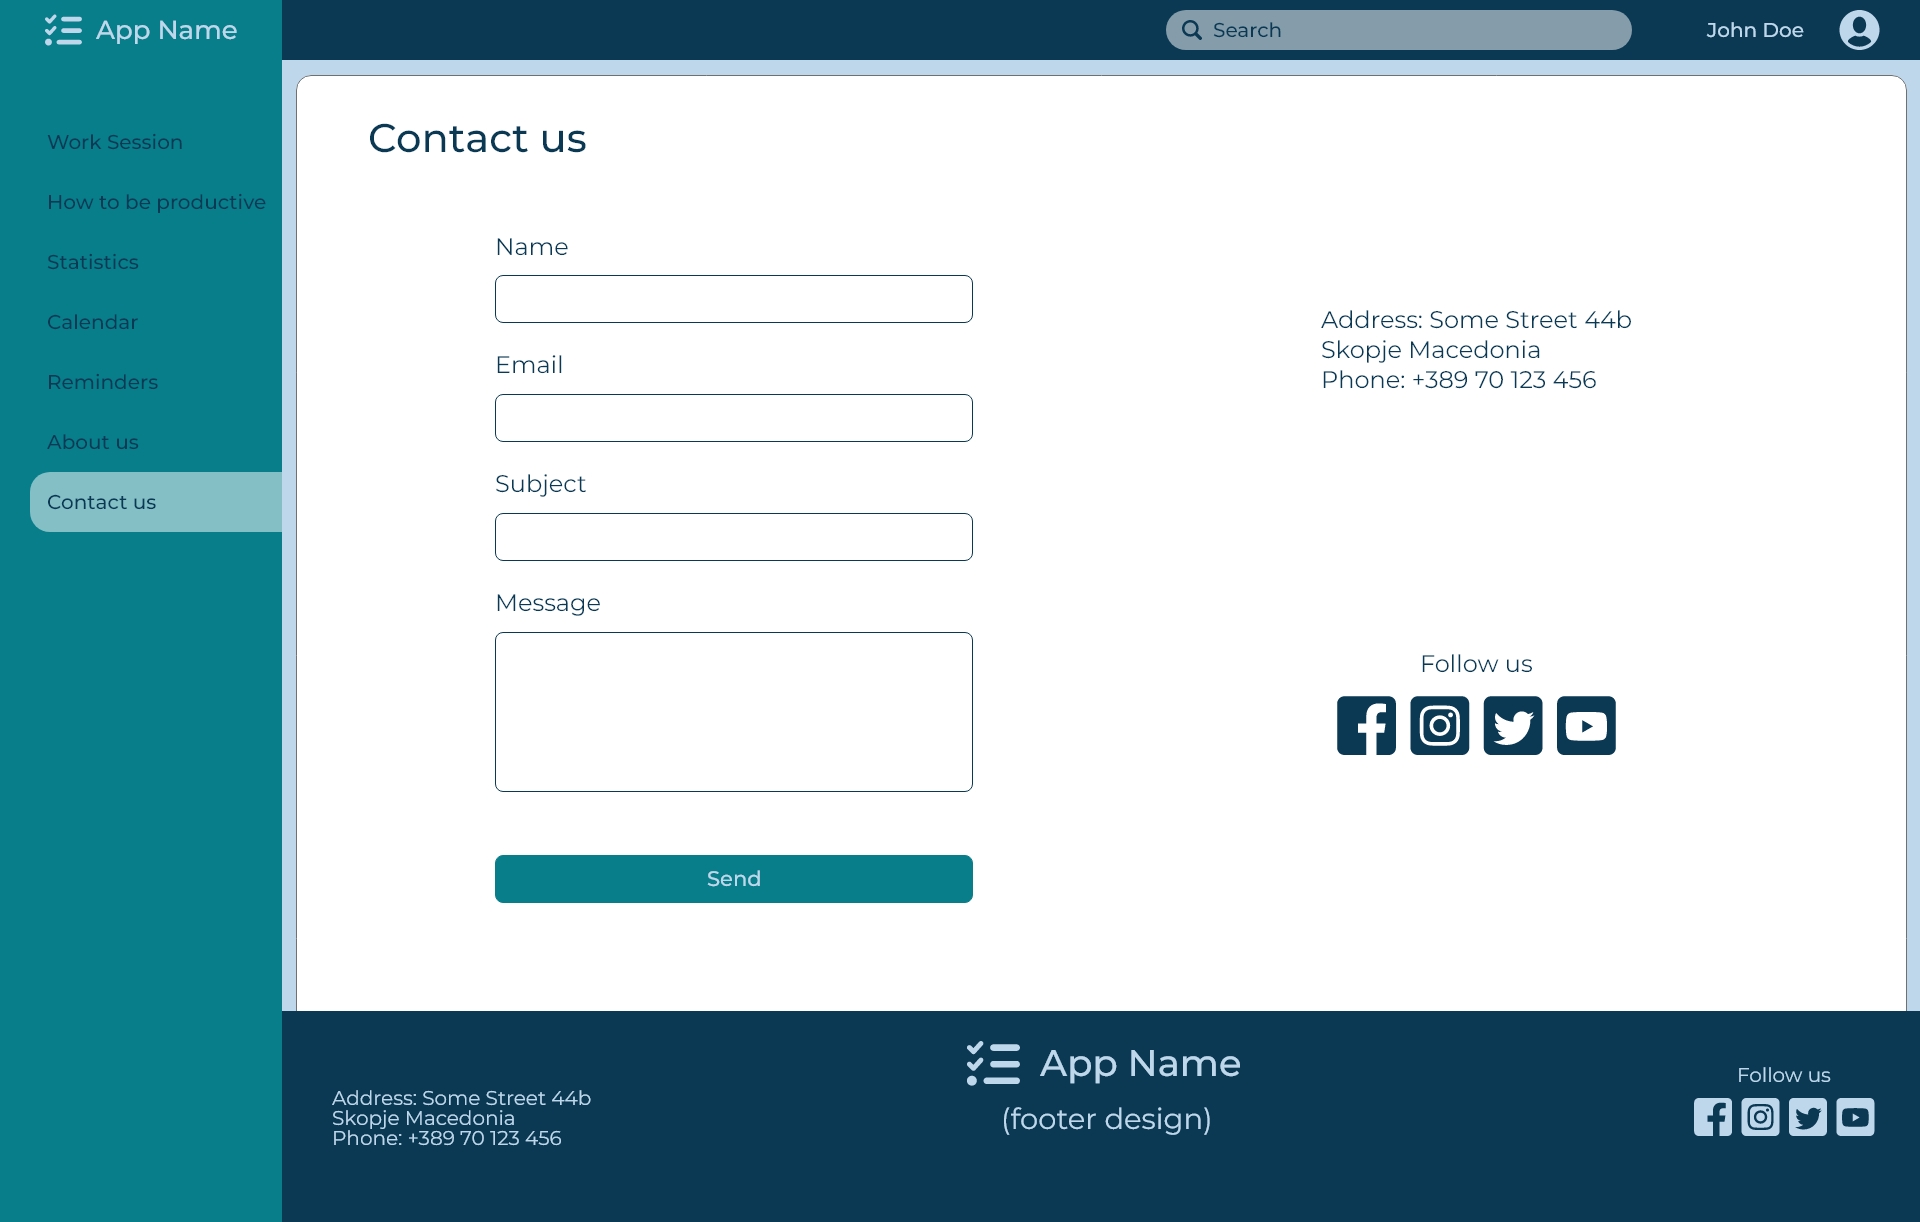 App Name
Search
John Doe
Work Session
How to be productive
Statistics
Calendar
Reminders
About us
Contact us
Contact us
Name
Email
Subject
Message
Send
Address: Some Street 44b
Skopje Macedonia
Phone: +389 70 123 456
Follow us
Address: Some Street 44b
Skopje Macedonia
Phone: +389 70 123 456
App Name
(footer design)
Follow us